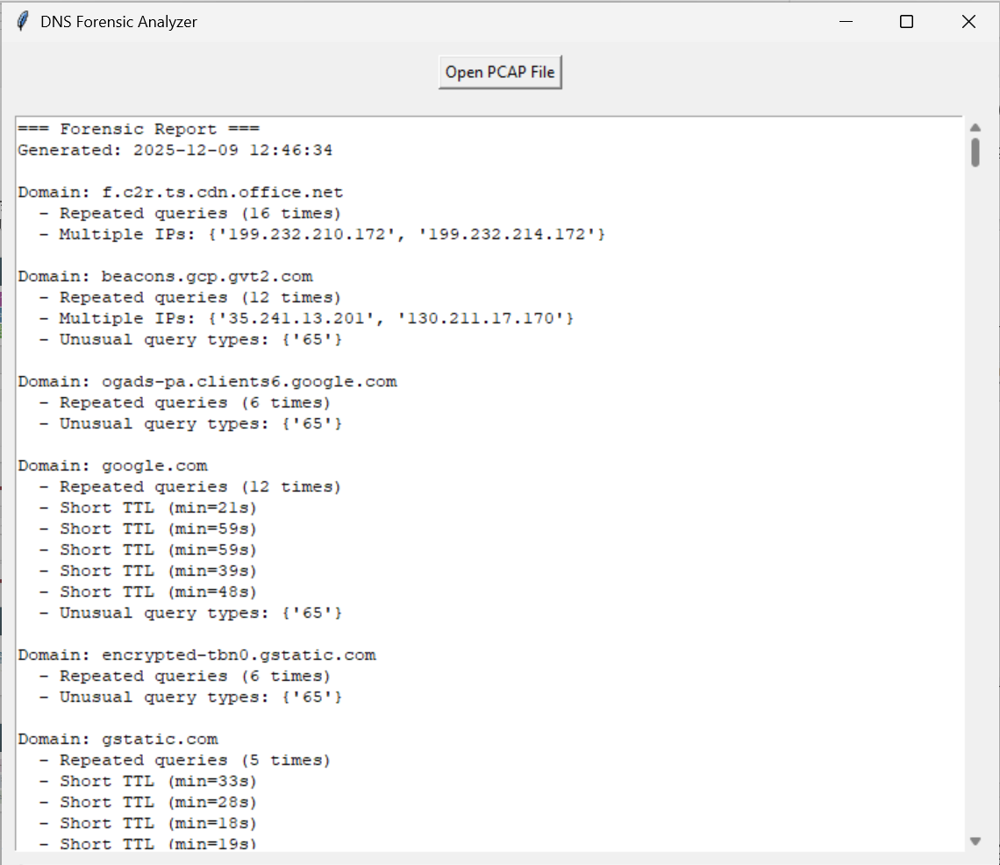 DNS Forensic Analyzer
Open PCAP File
=== Forensic Report ===
Generated: 2025-12-09 12:46:34
Domain: f.c2r.ts.cdn.office.net
- Repeated queries (16 times)
- Multiple IPs: {'199.232.210.172', '199.232.214.172'}
Domain: beacons.gcp.gvt2.com
- Repeated queries (12 times)
- Multiple IPs: {'35.241.13.201', '130.211.17.170'}
- Unusual query types: {'65'}
Domain: ogads-pa.clients6.google.com
- Repeated queries (6 times)
- Unusual query types: {'65'}
Domain: google.com
- Repeated queries (12 times)
- Short TTL (min=21s)
- Short TTL (min=59s)
- Short TTL (min=59s)
- Short TTL (min=39s)
- Short TTL (min=48s)
- Unusual query types: {'65'}
Domain: encrypted-tbn0.gstatic.com
- Repeated queries (6 times)
- Unusual query types: {'65'}
Domain: gstatic.com
- Repeated queries (5 times)
- Short TTL (min=33s)
- Short TTL (min=28s)
- Short TTL (min=18s)
- Short TTL (min=19s)